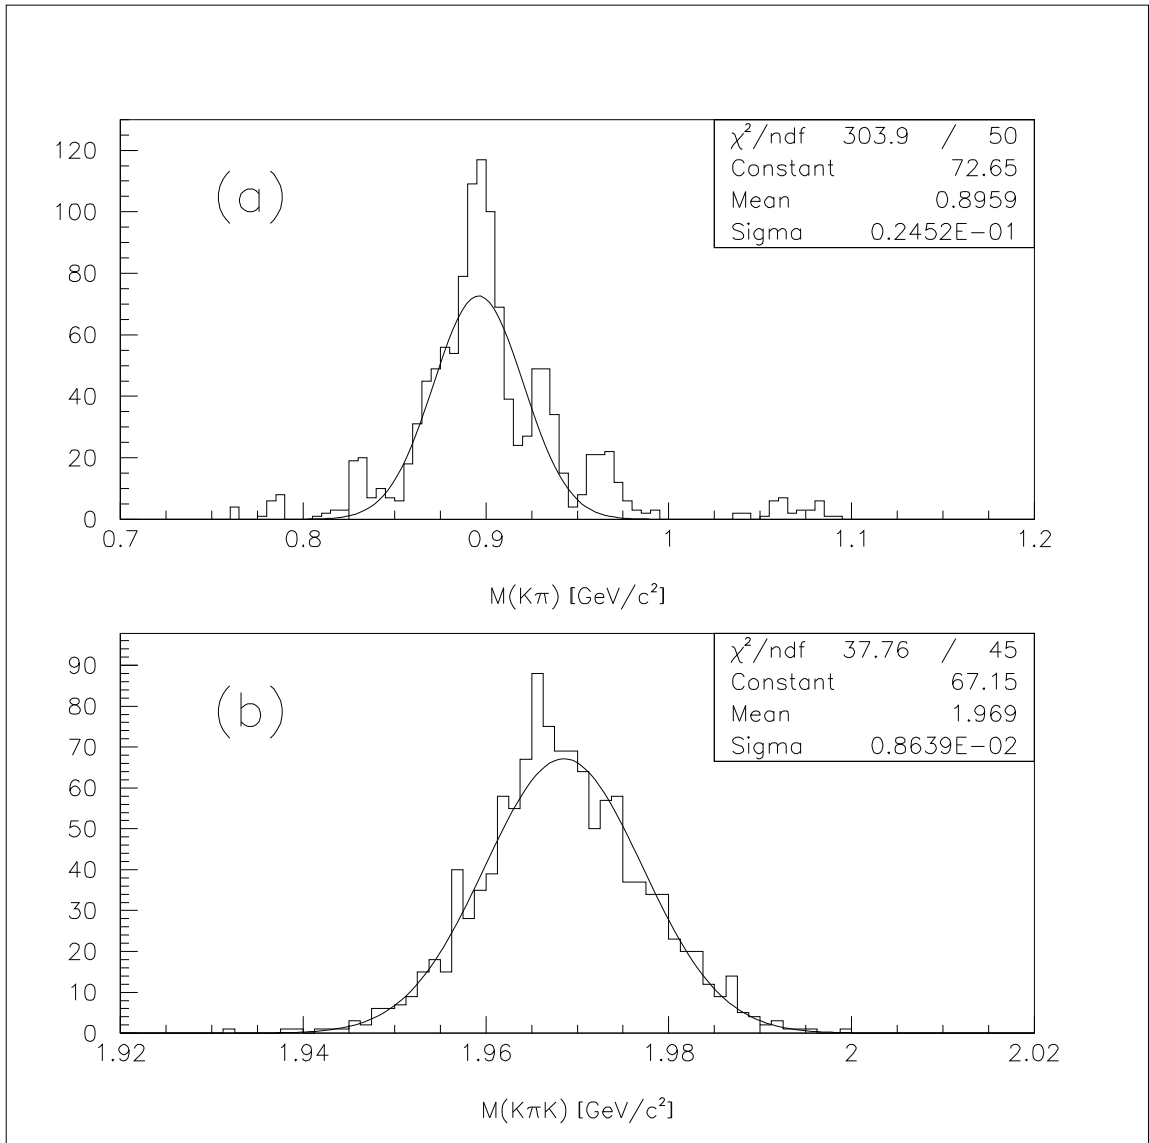 χ²/ndf 303.9 / 50
Constant 72.65
Mean 0.8959
Sigma 0.2452E−01
(a)
120
100
80
60
40
20
0
0.7 0.8 0.9 1 1.1 1.2
M(Kπ) [GeV/c²]
χ²/ndf 37.76 / 45
Constant 67.15
Mean 1.969
Sigma 0.8639E−02
(b)
90
80
70
60
50
40
30
20
10
0
1.92 1.94 1.96 1.98 2 2.02
M(KπK) [GeV/c²]